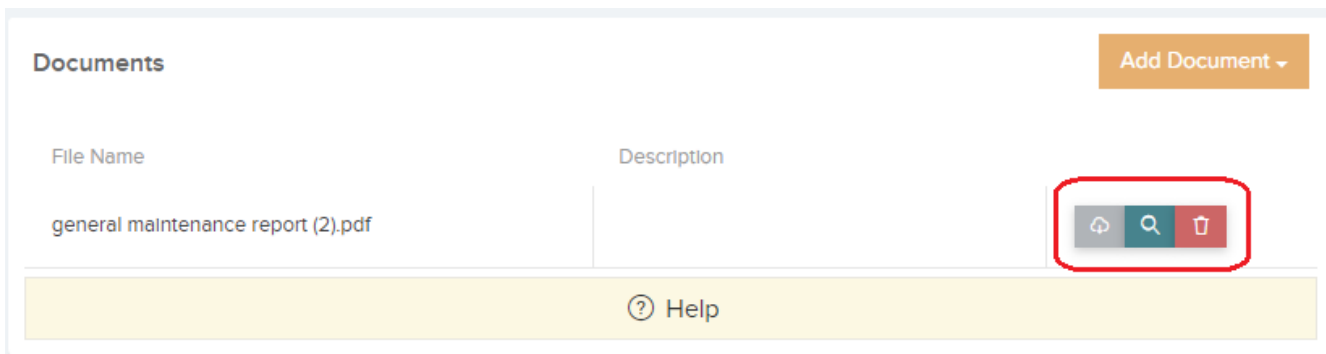 Documents
Add Document
File Name
Description
general maintenance report (2).pdf
? Help